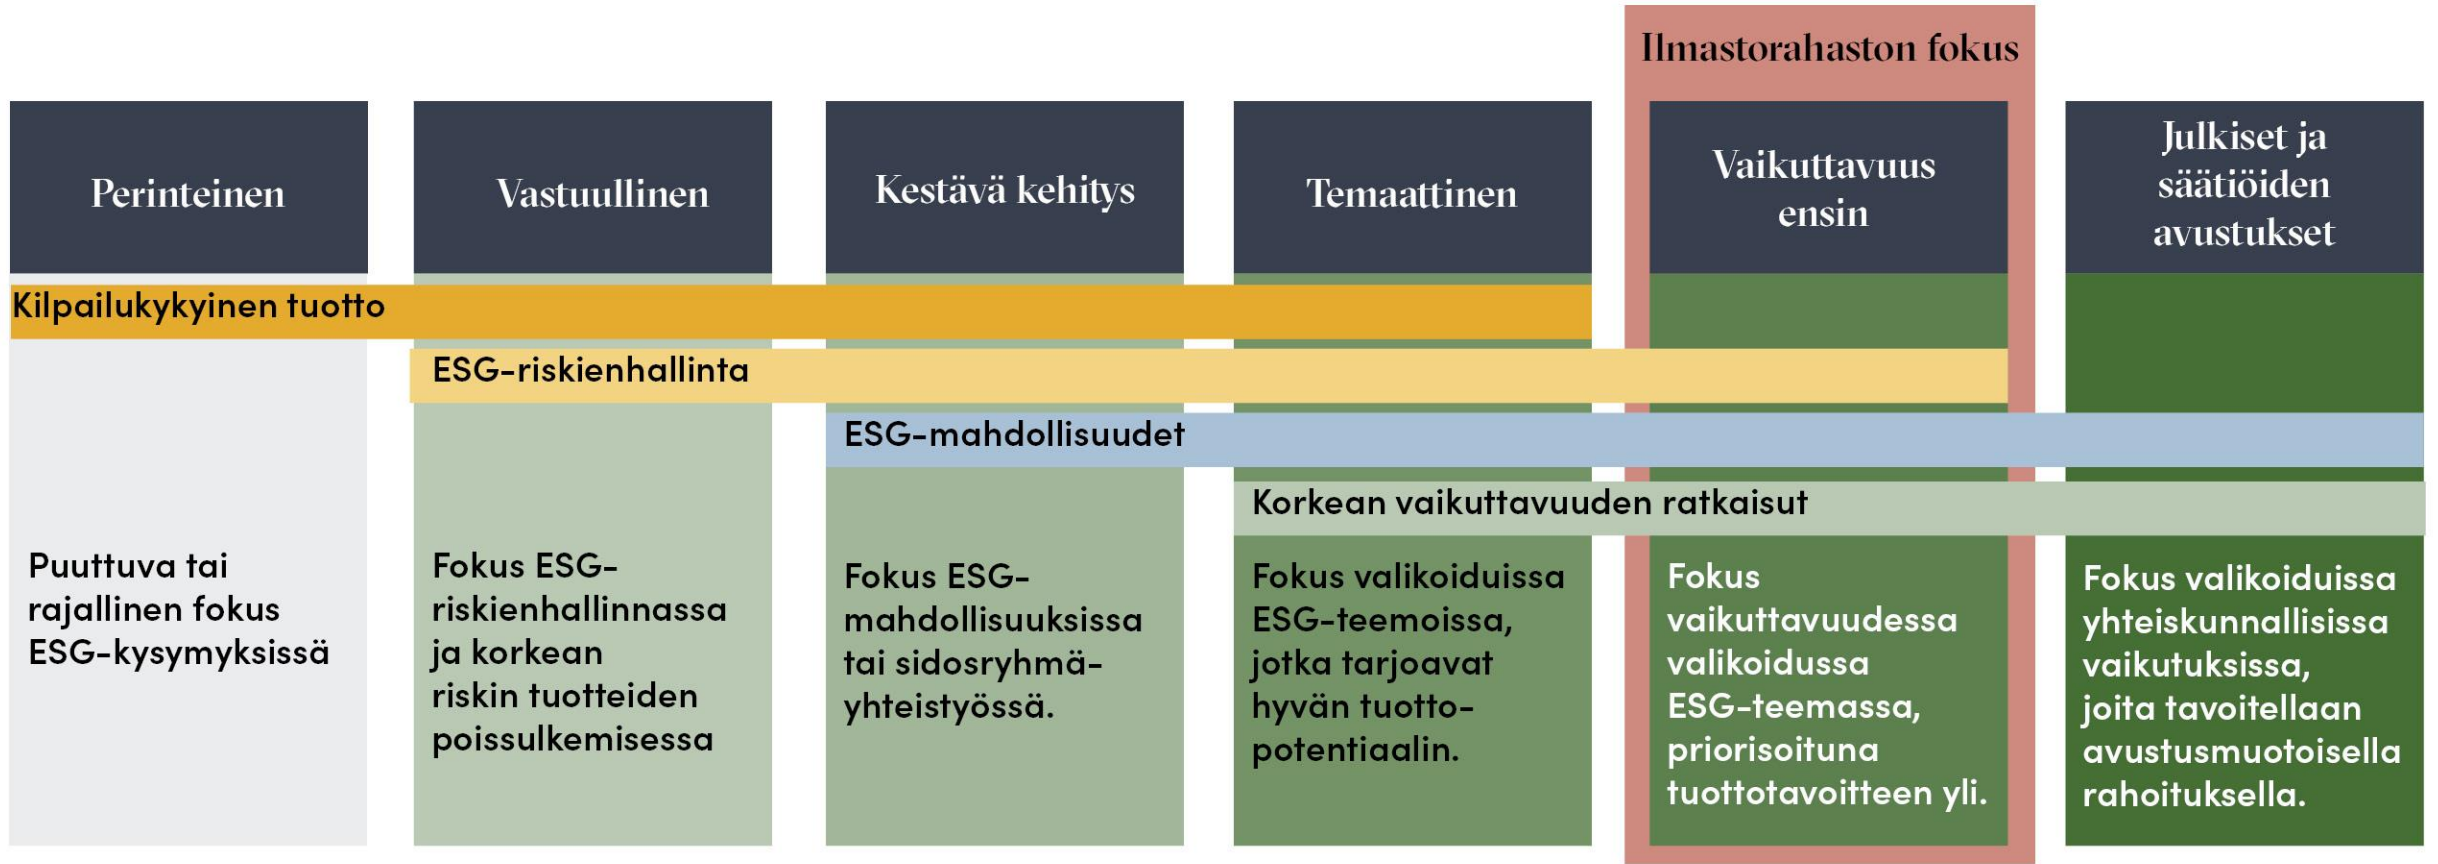 Ilmastorahaston fokus
Perinteinen
Vastuullinen
Kestävä kehitys
Temaattinen
Vaikuttavuus
ensin
Julkiset ja
säätiöiden
avustukset
Kilpailukykyinen tuotto
ESG-riskienhallinta
ESG-mahdollisuudet
Korkean vaikuttavuuden ratkaisut
Puuttuva tai
rajallinen fokus
ESG-kysymyksissä
Fokus ESG-
riskienhallinnassa
ja korkean
riskin tuotteiden
poissulkemisessa
Fokus ESG-
mahdollisuuksissa
tai sidosryhmä-
yhteistyössä.
Fokus valikoiduissa
ESG-teemoissa,
jotka tarjoavat
hyvän tuotto-
potentiaalin.
Fokus
vaikuttavuudessa
valikoidussa
ESG-teemassa,
priorisoituna
tuottotavoitteen yli.
Fokus valikoiduissa
yhteiskunnallisissa
vaikutuksissa,
joita tavoitellaan
avustusmuotoisella
rahoituksella.